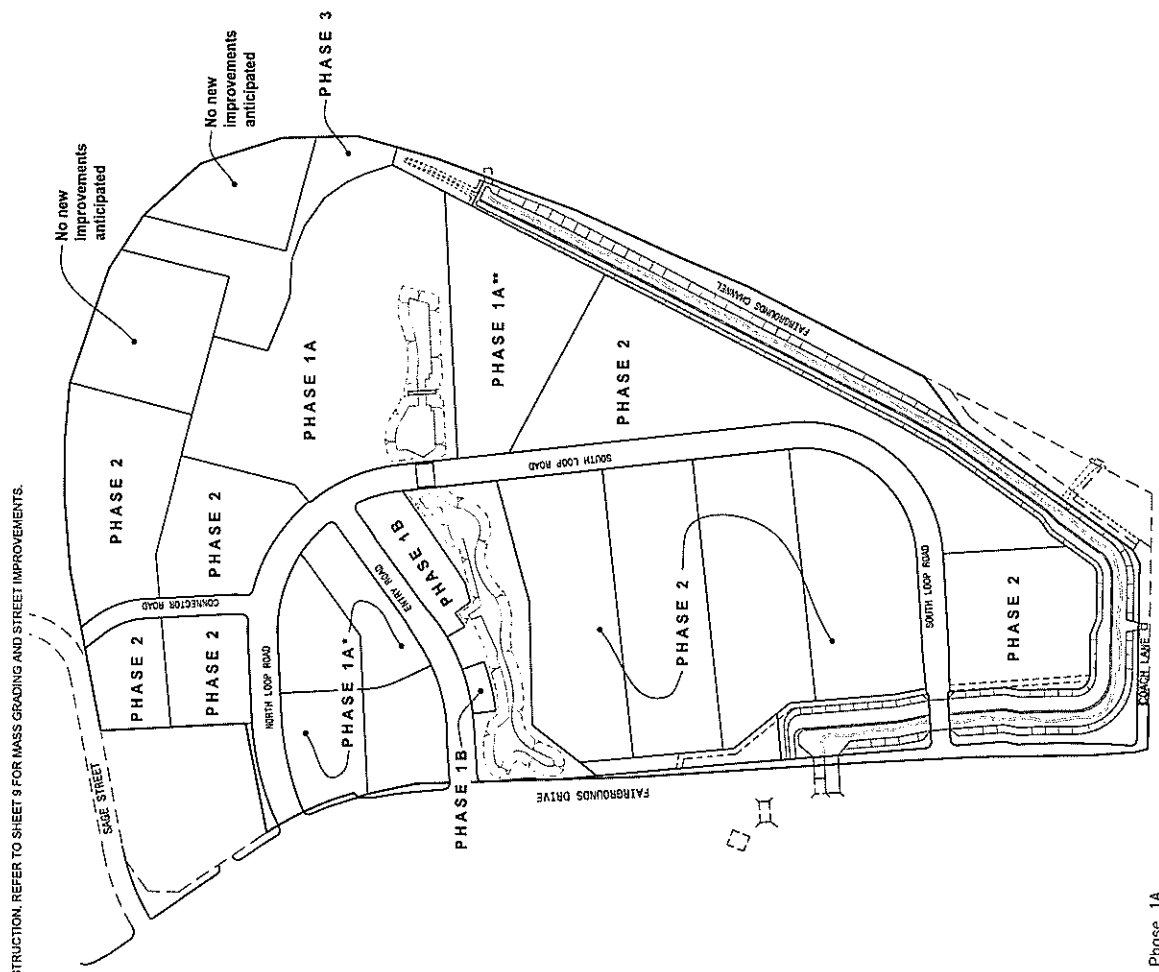 STRUCTION. REFER TO SHEET 9 FOR MASS GRADING AND STREET IMPROVEMENTS.
No new
improvements
anticipated
No new
improvements
anticipated
PHASE 3
SAGE STREET
PHASE 2
PHASE 2
PHASE 1A
CONNECTOR ROAD
PHASE 2
PHASE 2
NORTH LOOP ROAD
PHASE 1A*
ENTRY ROAD
PHASE 1B
PHASE 1B
PHASE 1A**
PHASE 2
SOUTH LOOP ROAD
FAIRGROUNDS CHANNEL
FAIRGROUNDS DRIVE
PHASE 2
SOUTH LOOP ROAD
PHASE 2
COACH LANE
Phase 1A